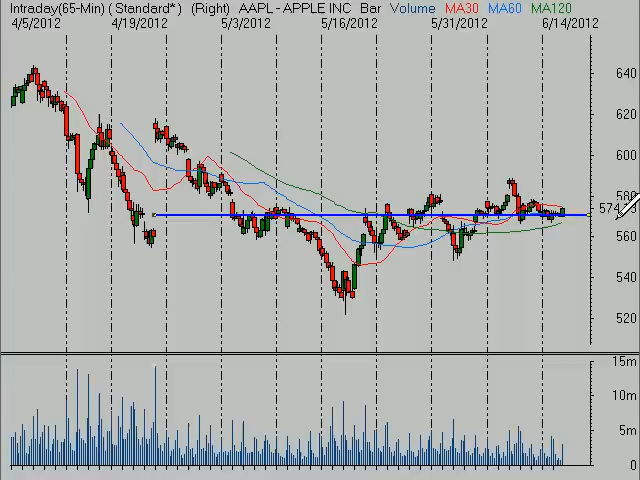 Intraday(65-Min) ( Standard* ) (Right) AAPL - APPLE INC Bar Volume MA30 MA60 MA120
4/5/2012 4/19/2012 5/3/2012 5/16/2012 5/31/2012 6/14/2012
640
620
600
580
574
560
540
520
15m
10m
5m
0